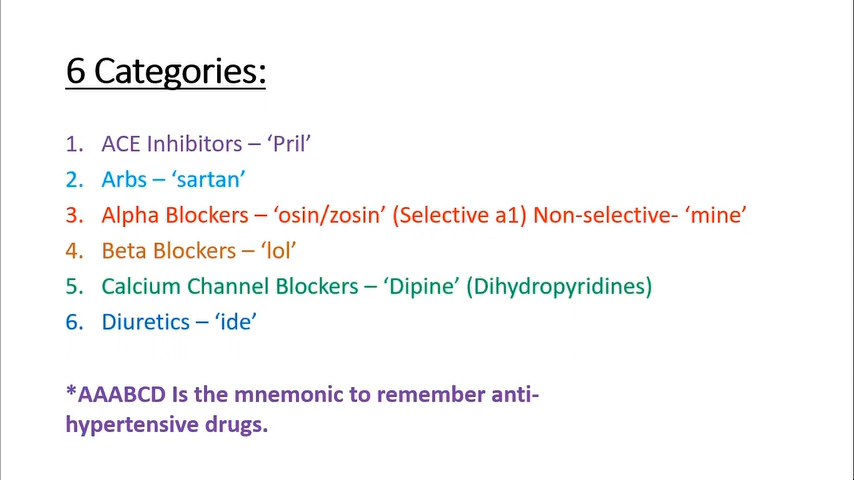 6 Categories:
1. ACE Inhibitors – ‘Pril’
2. Arbs – ‘sartan’
3. Alpha Blockers – ‘osin/zosin’ (Selective a1) Non-selective- ‘mine’
4. Beta Blockers – ‘lol’
5. Calcium Channel Blockers – ‘Dipine’ (Dihydropyridines)
6. Diuretics – ‘ide’
*AAABCD Is the mnemonic to remember anti-
hypertensive drugs.